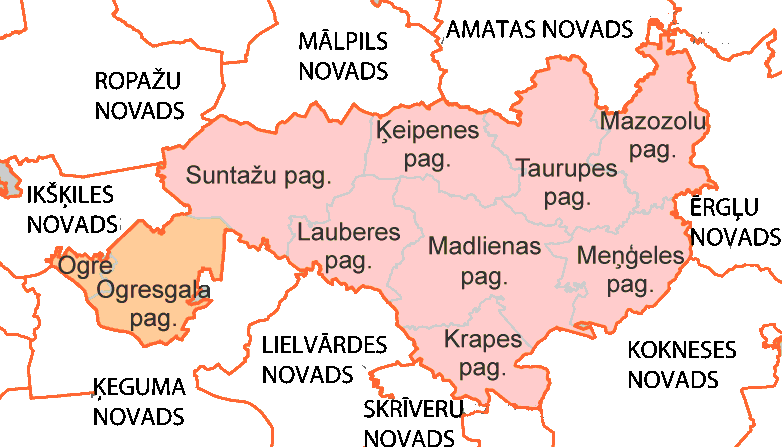 AMATAS NOVADS
MĀLPILS
NOVADS
ROPAŽU
NOVADS
Ķeipenes
pag.
Mazozolu
pag.
Suntažu pag.
Taurupes
pag.
IKŠĶILES
NOVADS
ĒRGĻU
NOVADS
Lauberes
pag.
Madlienas
pag.
Meņģeles
pag.
Ogre
Ogresgala
pag.
LIELVĀRDES
NOVADS
Krapes
pag.
KOKNESES
NOVADS
ĶEGUMA
NOVADS
SKRĪVERU
NOVADS